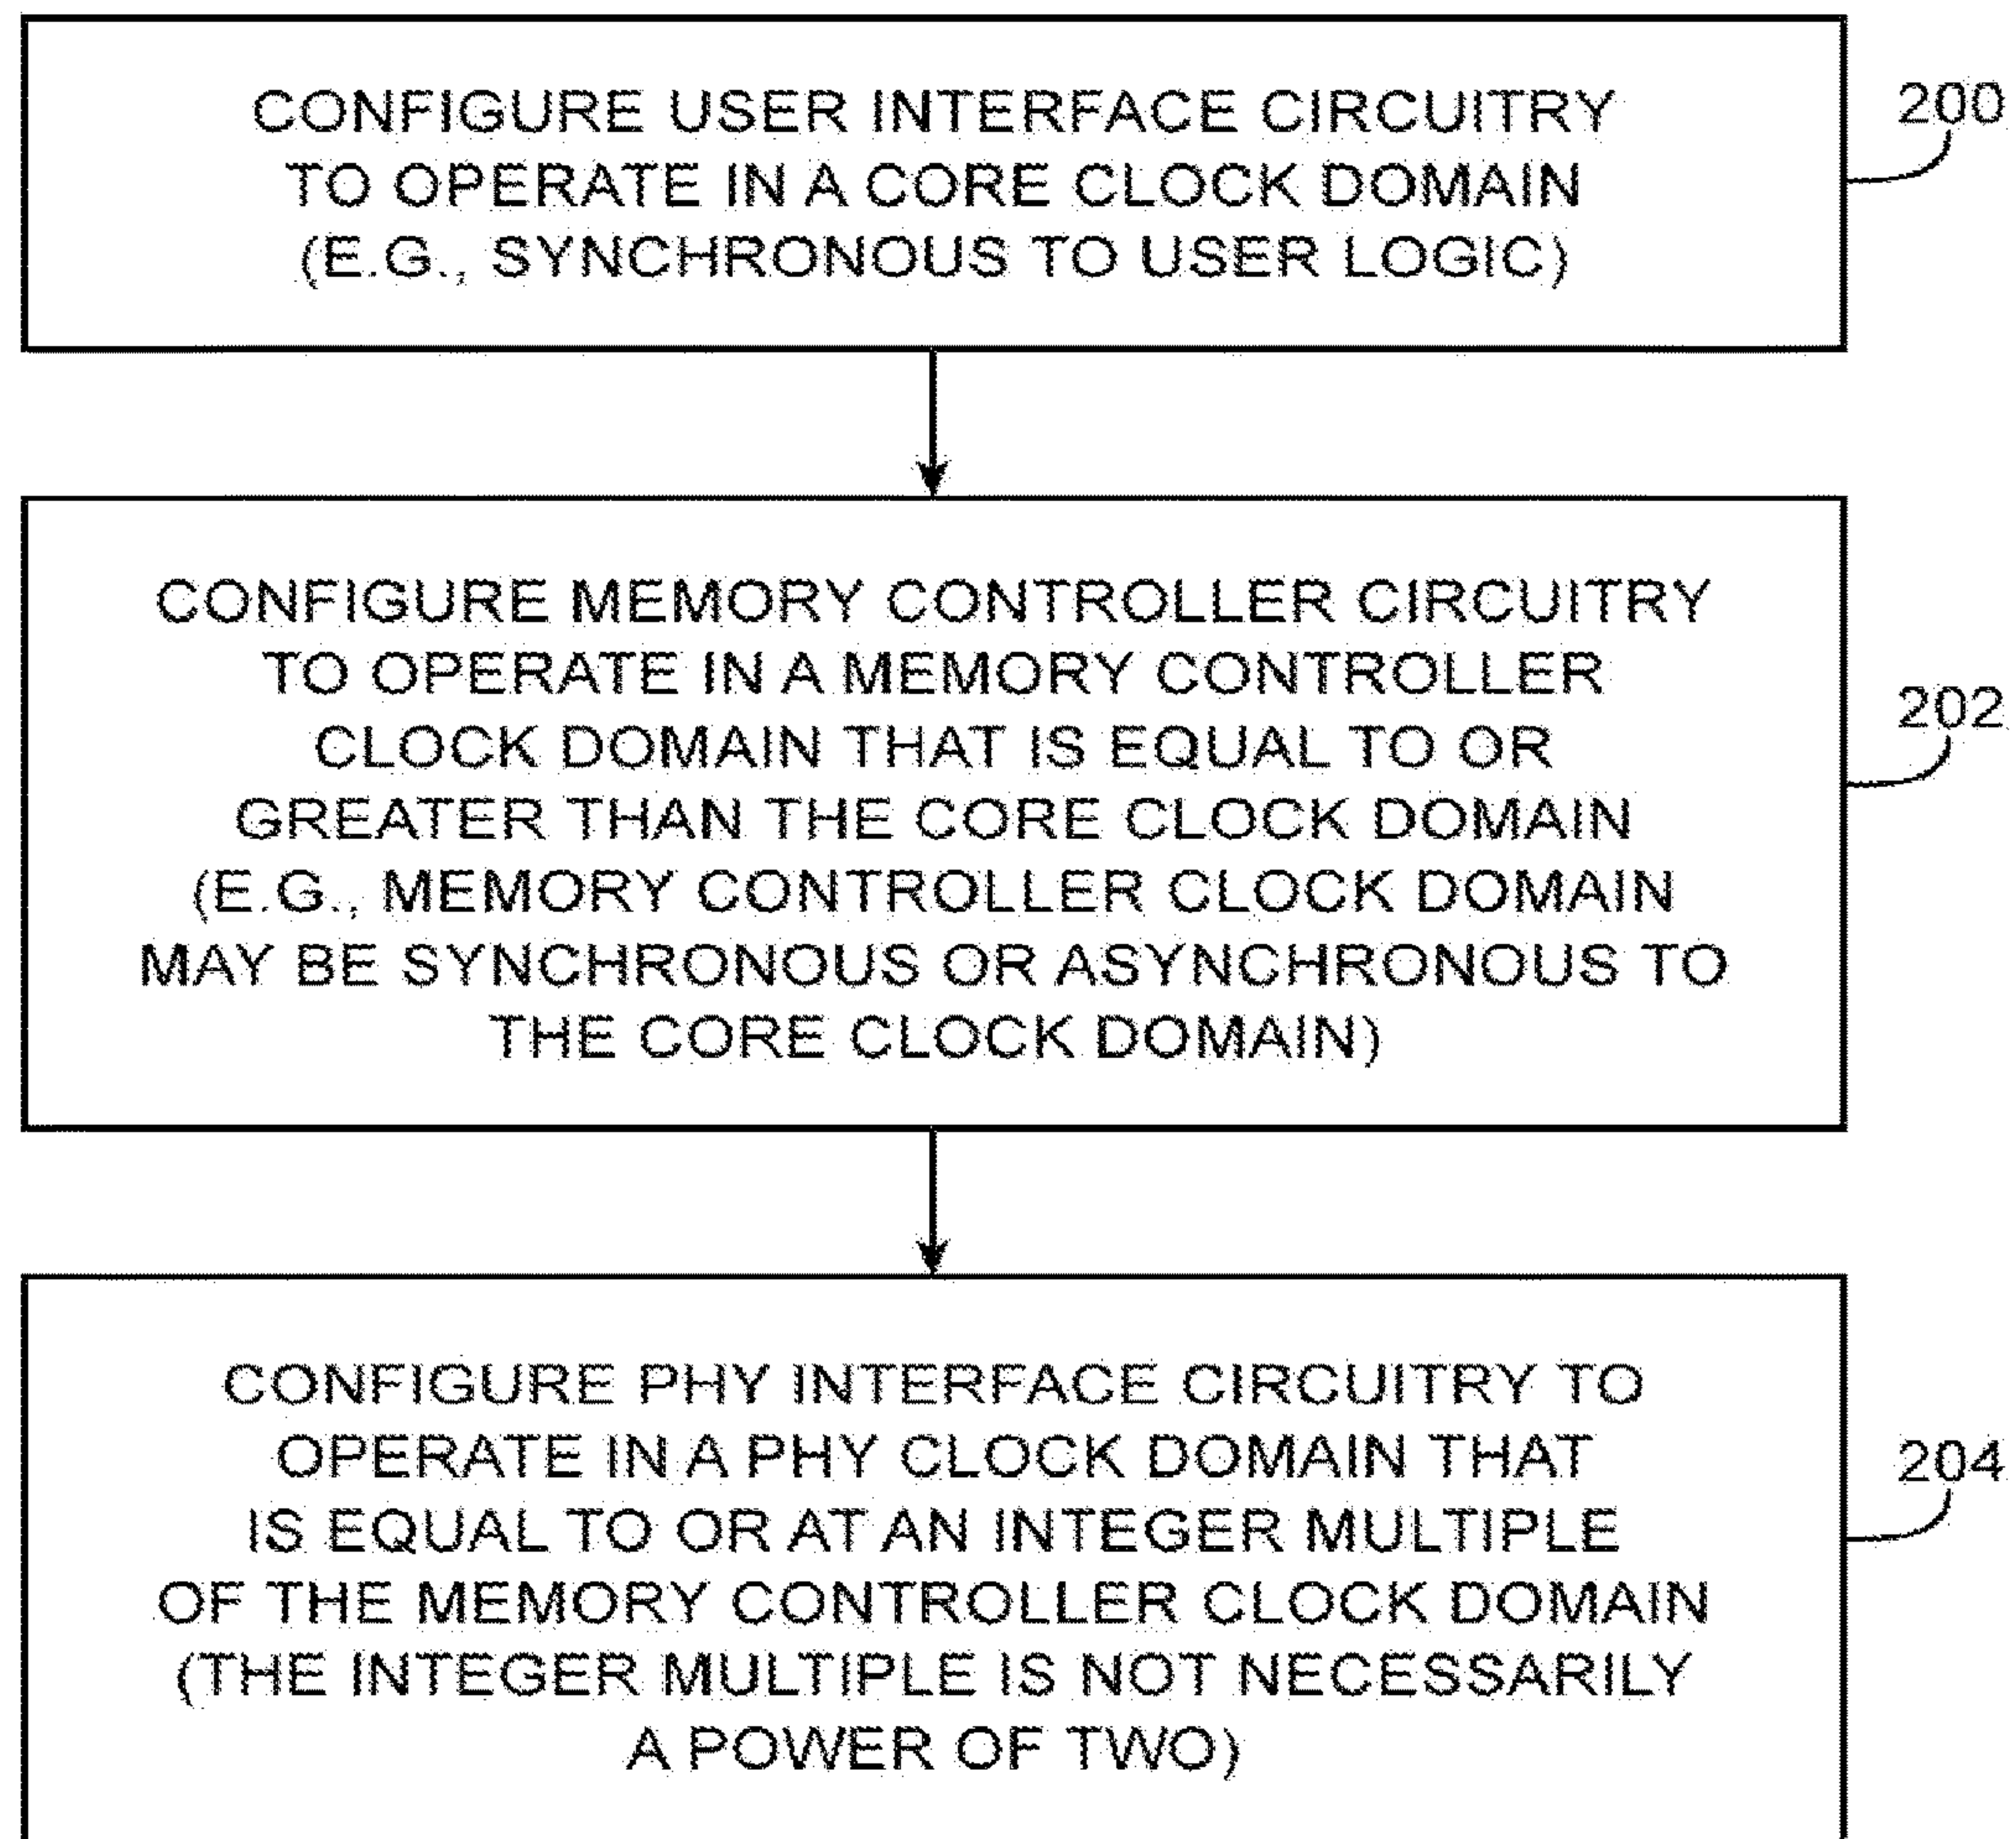 CONFIGURE USER INTERFACE CIRCUITRY
TO OPERATE IN A CORE CLOCK DOMAIN
(E.G., SYNCHRONOUS TO USER LOGIC)
200
CONFIGURE MEMORY CONTROLLER CIRCUITRY
TO OPERATE IN A MEMORY CONTROLLER
CLOCK DOMAIN THAT IS EQUAL TO OR
GREATER THAN THE CORE CLOCK DOMAIN
(E.G., MEMORY CONTROLLER CLOCK DOMAIN
MAY BE SYNCHRONOUS OR ASYNCHRONOUS TO
THE CORE CLOCK DOMAIN)
202
CONFIGURE PHY INTERFACE CIRCUITRY TO
OPERATE IN A PHY CLOCK DOMAIN THAT
IS EQUAL TO OR AT AN INTEGER MULTIPLE
OF THE MEMORY CONTROLLER CLOCK DOMAIN
(THE INTEGER MULTIPLE IS NOT NECESSARILY
A POWER OF TWO)
204